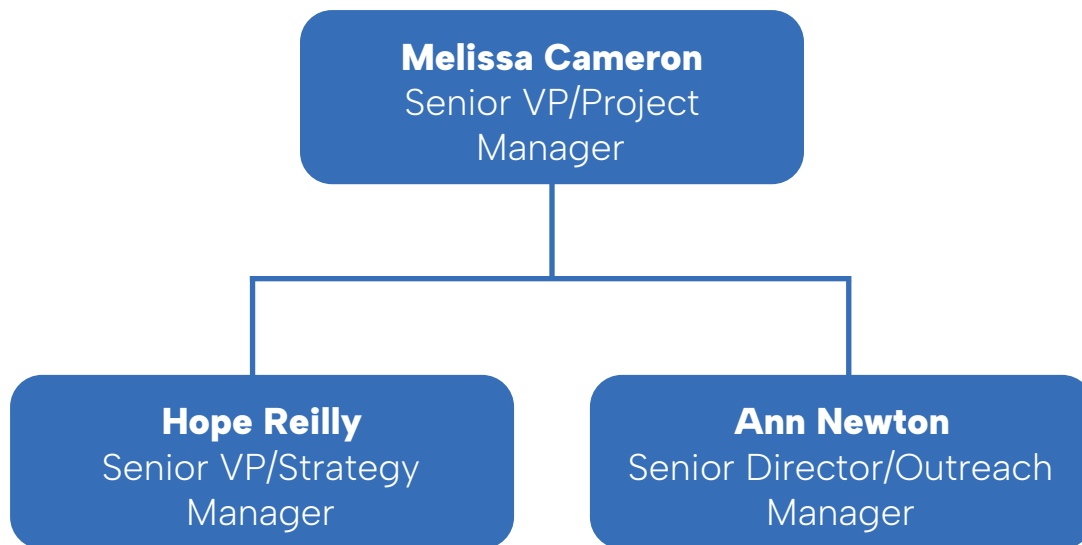 Melissa Cameron
Senior VP/Project
Manager
Hope Reilly
Senior VP/Strategy
Manager
Ann Newton
Senior Director/Outreach
Manager